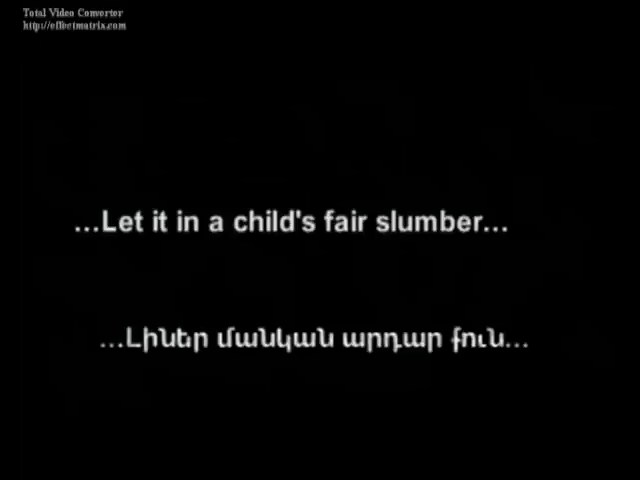 Total Video Converter
http://effectmatrix.com
...Let it in a child's fair slumber...
...Լիներ մանկան արդար քուն...